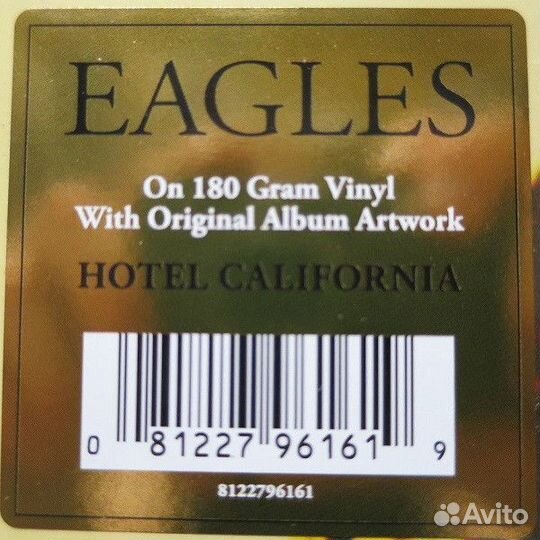 EAGLES
On 180 Gram Vinyl
With Original Album Artwork
HOTEL CALIFORNIA
0 81227 96161 9
8122796161
Avito